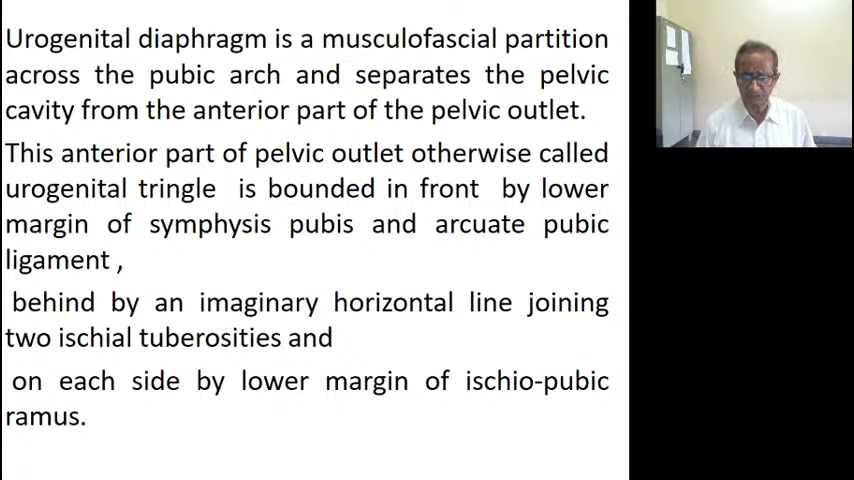 Urogenital diaphragm is a musculofascial partition
across the pubic arch and separates the pelvic
cavity from the anterior part of the pelvic outlet.
This anterior part of pelvic outlet otherwise called
urogenital tringle is bounded in front by lower
margin of symphysis pubis and arcuate pubic
ligament ,
behind by an imaginary horizontal line joining
two ischial tuberosities and
on each side by lower margin of ischio-pubic
ramus.